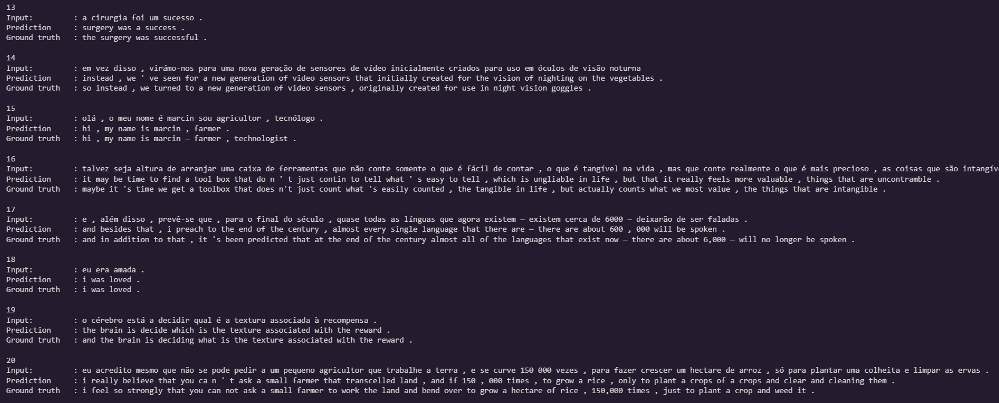 13
Input: : a cirurgia foi um sucesso .
Prediction : surgery was a success .
Ground truth : the surgery was successful .
14
Input: : em vez disso , virámo-nos para uma nova geração de sensores de vídeo inicialmente criados para uso em óculos de visão noturna
Prediction : instead , we ' ve seen for a new generation of video sensors that initially created for the vision of nighting on the vegetables .
Ground truth : so instead , we turned to a new generation of video sensors , originally created for use in night vision goggles .
15
Input: : olá , o meu nome é marcin sou agricultor , tecnólogo .
Prediction : hi , my name is marcin , farmer .
Ground truth : hi , my name is marcin — farmer , technologist .
16
Input: : talvez seja altura de arranjar uma caixa de ferramentas que não conte somente o que é fácil de contar , o que é tangível na vida , mas que conte realmente o que é mais precioso , as coisas que são intangív
Prediction : it may be time to find a tool box that do n ' t just contin to tell what ' s easy to tell , which is ungliable in life , but that it really feels more valuable , things that are uncontramble .
Ground truth : maybe it 's time we get a toolbox that does n't just count what 's easily counted , the tangible in life , but actually counts what we most value , the things that are intangible .
17
Input: : e , além disso , prevê-se que , para o final do século , quase todas as línguas que agora existem — existem cerca de 6000 — deixarão de ser faladas .
Prediction : and besides that , i preach to the end of the century , almost every single language that there are — there are about 600 , 000 will be spoken .
Ground truth : and in addition to that , it 's been predicted that at the end of the century almost all of the languages that exist now — there are about 6,000 — will no longer be spoken .
18
Input: : eu era amada .
Prediction : i was loved .
Ground truth : i was loved .
19
Input: : o cérebro está a decidir qual é a textura associada à recompensa .
Prediction : the brain is decide which is the texture associated with the reward .
Ground truth : and the brain is deciding what is the texture associated with the reward .
20
Input: : eu acredito mesmo que não se pode pedir a um pequeno agricultor que trabalhe a terra , e se curve 150 000 vezes , para fazer crescer um hectare de arroz , só para plantar uma colheita e limpar as ervas .
Prediction : i really believe that you ca n ' t ask a small farmer that transcelled land , and if 150 , 000 times , to grow a rice , only to plant a crops of a crops and clear and cleaning them .
Ground truth : i feel so strongly that you can not ask a small farmer to work the land and bend over to grow a hectare of rice , 150,000 times , just to plant a crop and weed it .